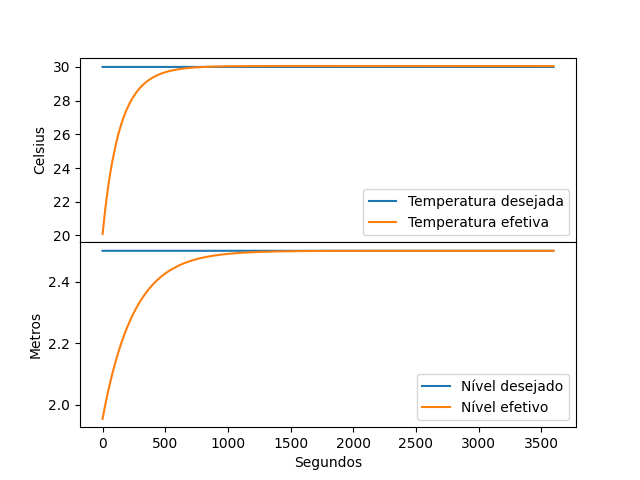 30
28
26
24
22
20
Celsius
Temperatura desejada
Temperatura efetiva
2.4
2.2
2.0
Metros
Nível desejado
Nível efetivo
0 500 1000 1500 2000 2500 3000 3500
Segundos